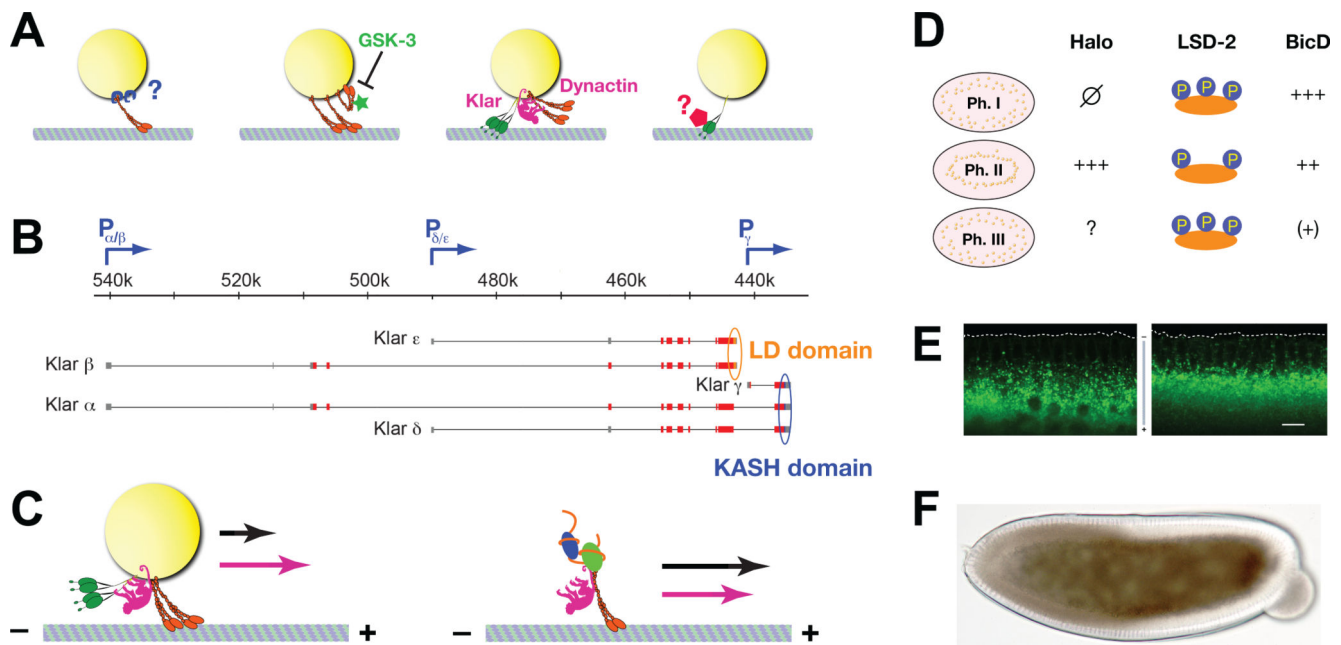 A
?
GSK-3
Klar
Dynactin
?
B
Pα/β
Pδ/ε
Pγ
540k
520k
500k
480k
460k
440k
Klar ε
LD domain
Klar β
Klar γ
Klar α
Klar δ
KASH domain
C
– +
– +
D
Halo LSD-2 BicD
Ph. I Ø P P P +++
Ph. II +++ P P ++
Ph. III ? P P P (+)
E
–
+
F